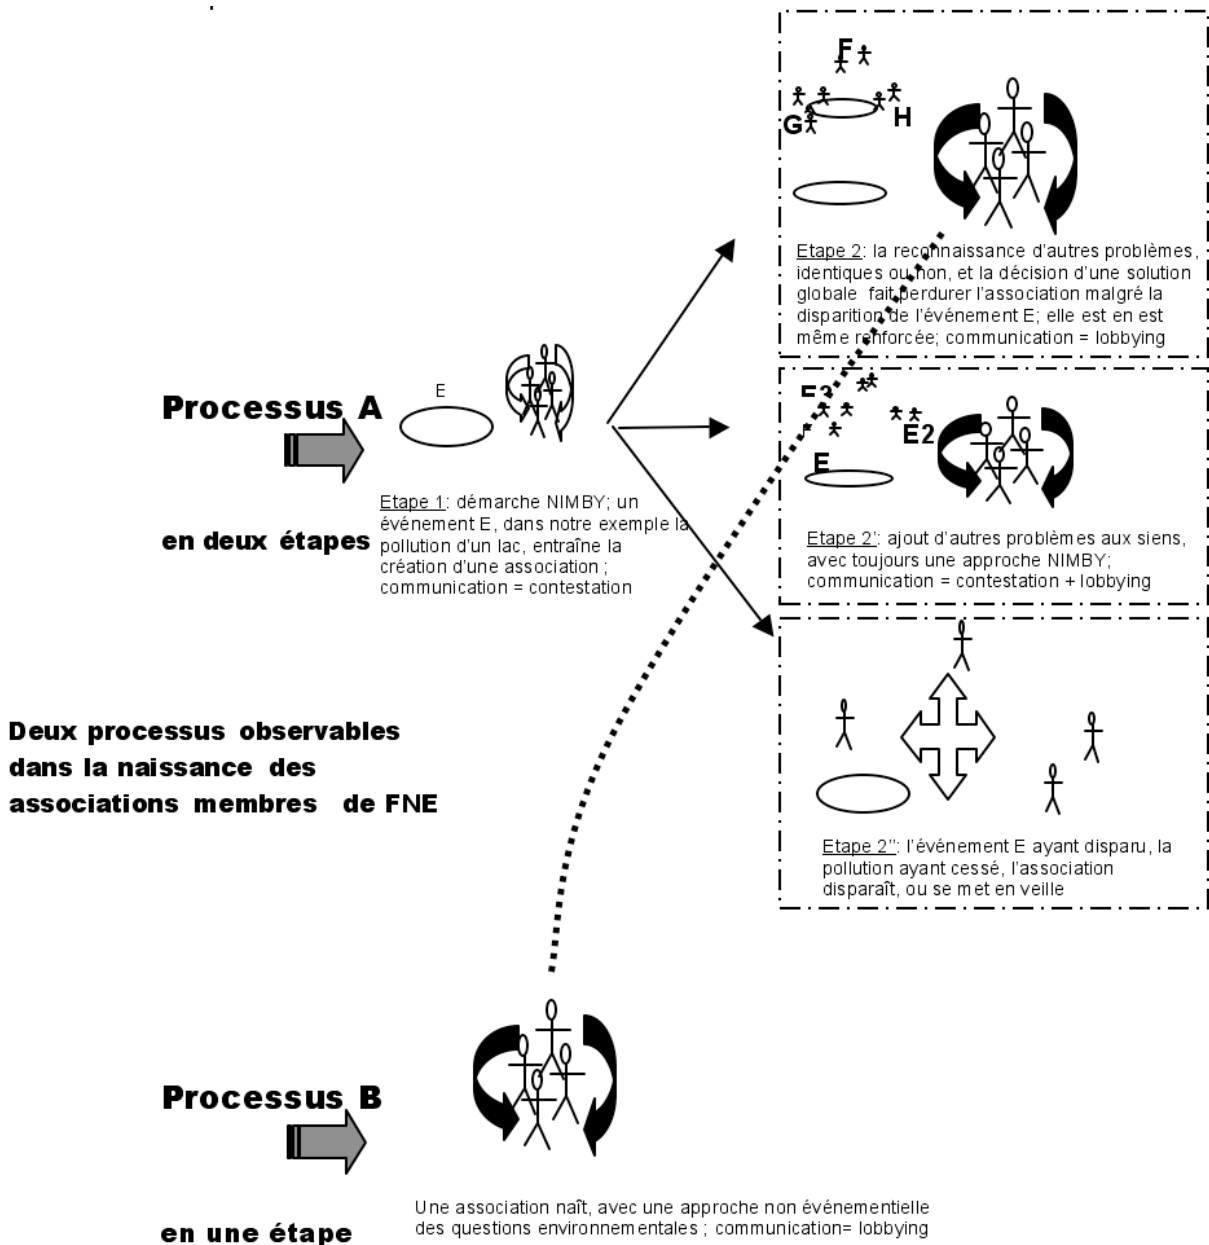 F
G
H
Etape 2: la reconnaissance d'autres problèmes,
identiques ou non, et la décision d'une solution
globale fait perdurer l'association malgré la
disparition de l'événement E; elle est en est
même renforcée; communication = lobbying
Processus A
E
en deux étapes
Etape 1: démarche NIMBY; un
événement E, dans notre exemple la
pollution d'un lac, entraîne la
création d'une association ;
communication = contestation
E3
E2
E
Etape 2': ajout d'autres problèmes aux siens,
avec toujours une approche NIMBY;
communication = contestation + lobbying
Deux processus observables
dans la naissance des
associations membres de FNE
Etape 2'': l'événement E ayant disparu, la
pollution ayant cessé, l'association
disparaît, ou se met en veille
Processus B
en une étape
Une association naît, avec une approche non événementielle
des questions environnementales ; communication= lobbying